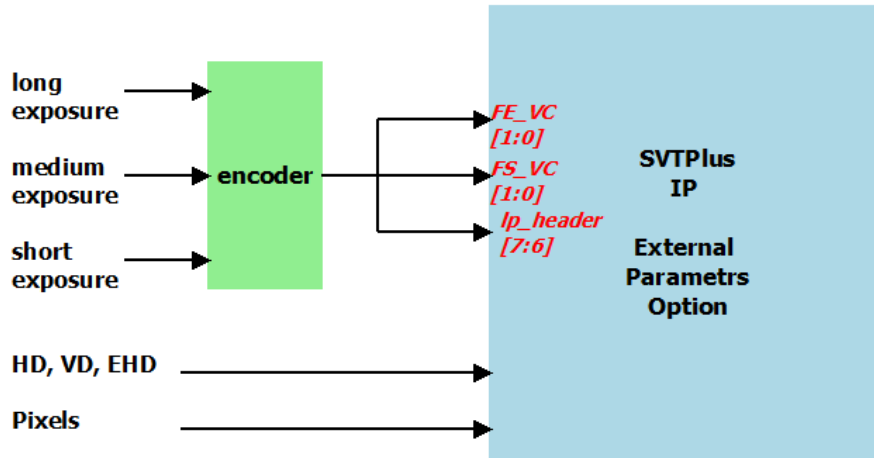 long
exposure
medium
exposure
short
exposure
encoder
FE_VC
[1:0]
FS_VC
[1:0]
lp_header
[7:6]
SVTPlus
IP
External
Parametrs
Option
HD, VD, EHD
Pixels